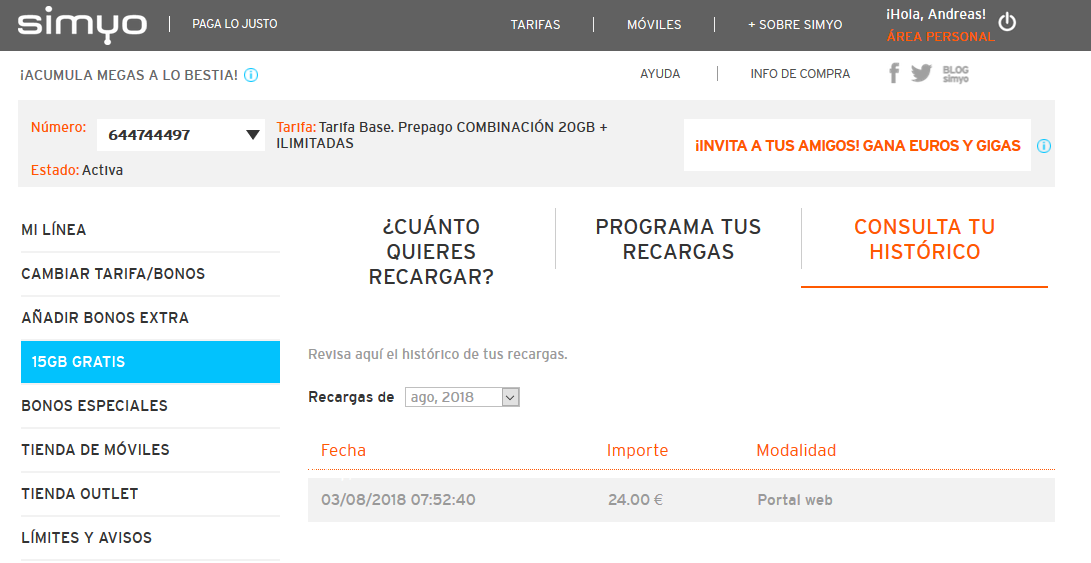 simyo PAGA LO JUSTO TARIFAS MÓVILES + SOBRE SIMYO ¡Hola, Andreas!
ÁREA PERSONAL
¡ACUMULA MEGAS A LO BESTIA! AYUDA INFO DE COMPRA BLOG
simyo
Número: 644744497 Tarifa: Tarifa Base. Prepago COMBINACIÓN 20GB +
ILIMITADAS
¡INVITA A TUS AMIGOS! GANA EUROS Y GIGAS
Estado: Activa
MI LÍNEA
CAMBIAR TARIFA/BONOS
AÑADIR BONOS EXTRA
15GB GRATIS
BONOS ESPECIALES
TIENDA DE MÓVILES
TIENDA OUTLET
LÍMITES Y AVISOS
¿CUÁNTO
QUIERES
RECARGAR?
PROGRAMA TUS
RECARGAS
CONSULTA TU
HISTÓRICO
Revisa aquí el histórico de tus recargas.
Recargas de ago, 2018
Fecha Importe Modalidad
03/08/2018 07:52:40 24.00 € Portal web